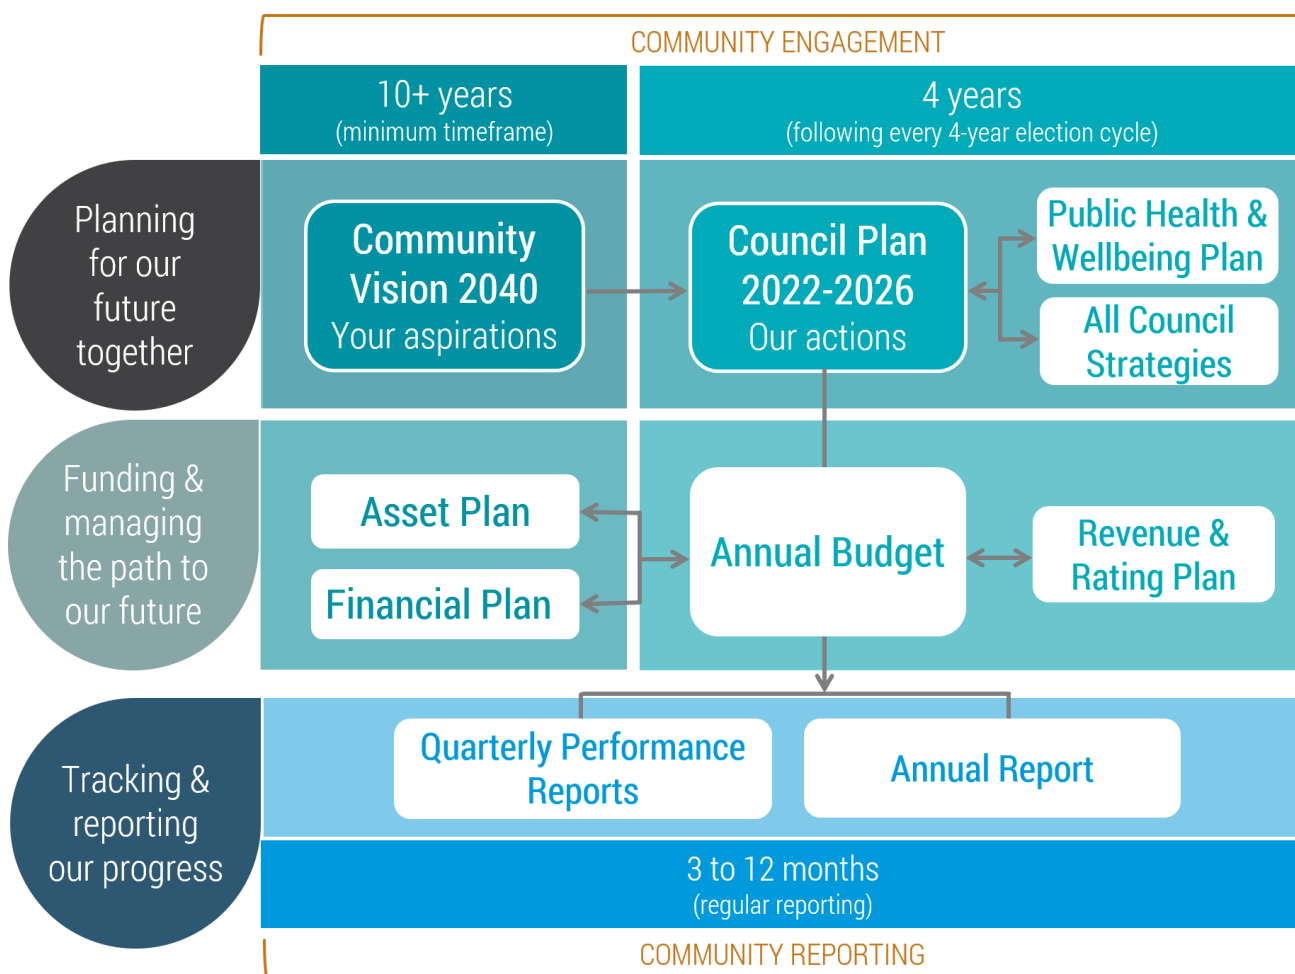 COMMUNITY ENGAGEMENT
10+ years
(minimum timeframe)
4 years
(following every 4-year election cycle)
Planning
for our
future
together
Community
Vision 2040
Your aspirations
Council Plan
2022-2026
Our actions
Public Health &
Wellbeing Plan
All Council
Strategies
Funding &
managing
the path to
our future
Asset Plan
Financial Plan
Annual Budget
Revenue &
Rating Plan
Tracking &
reporting
our progress
Quarterly Performance
Reports
Annual Report
3 to 12 months
(regular reporting)
COMMUNITY REPORTING